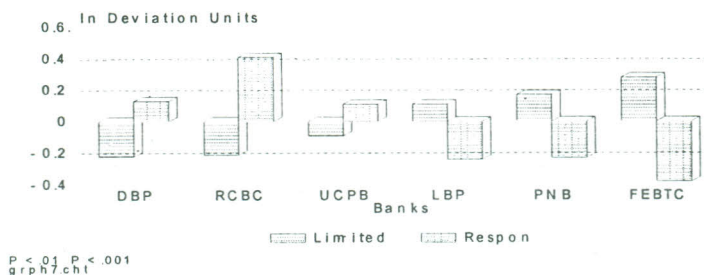 In Deviation Units
0.6.
0.4
0.2
0
-0.2
-0.4
DBP RCBC UCPB LBP PNB FEBTC
Banks
Limited Respon
P < .01 P < .001
grph7.cht